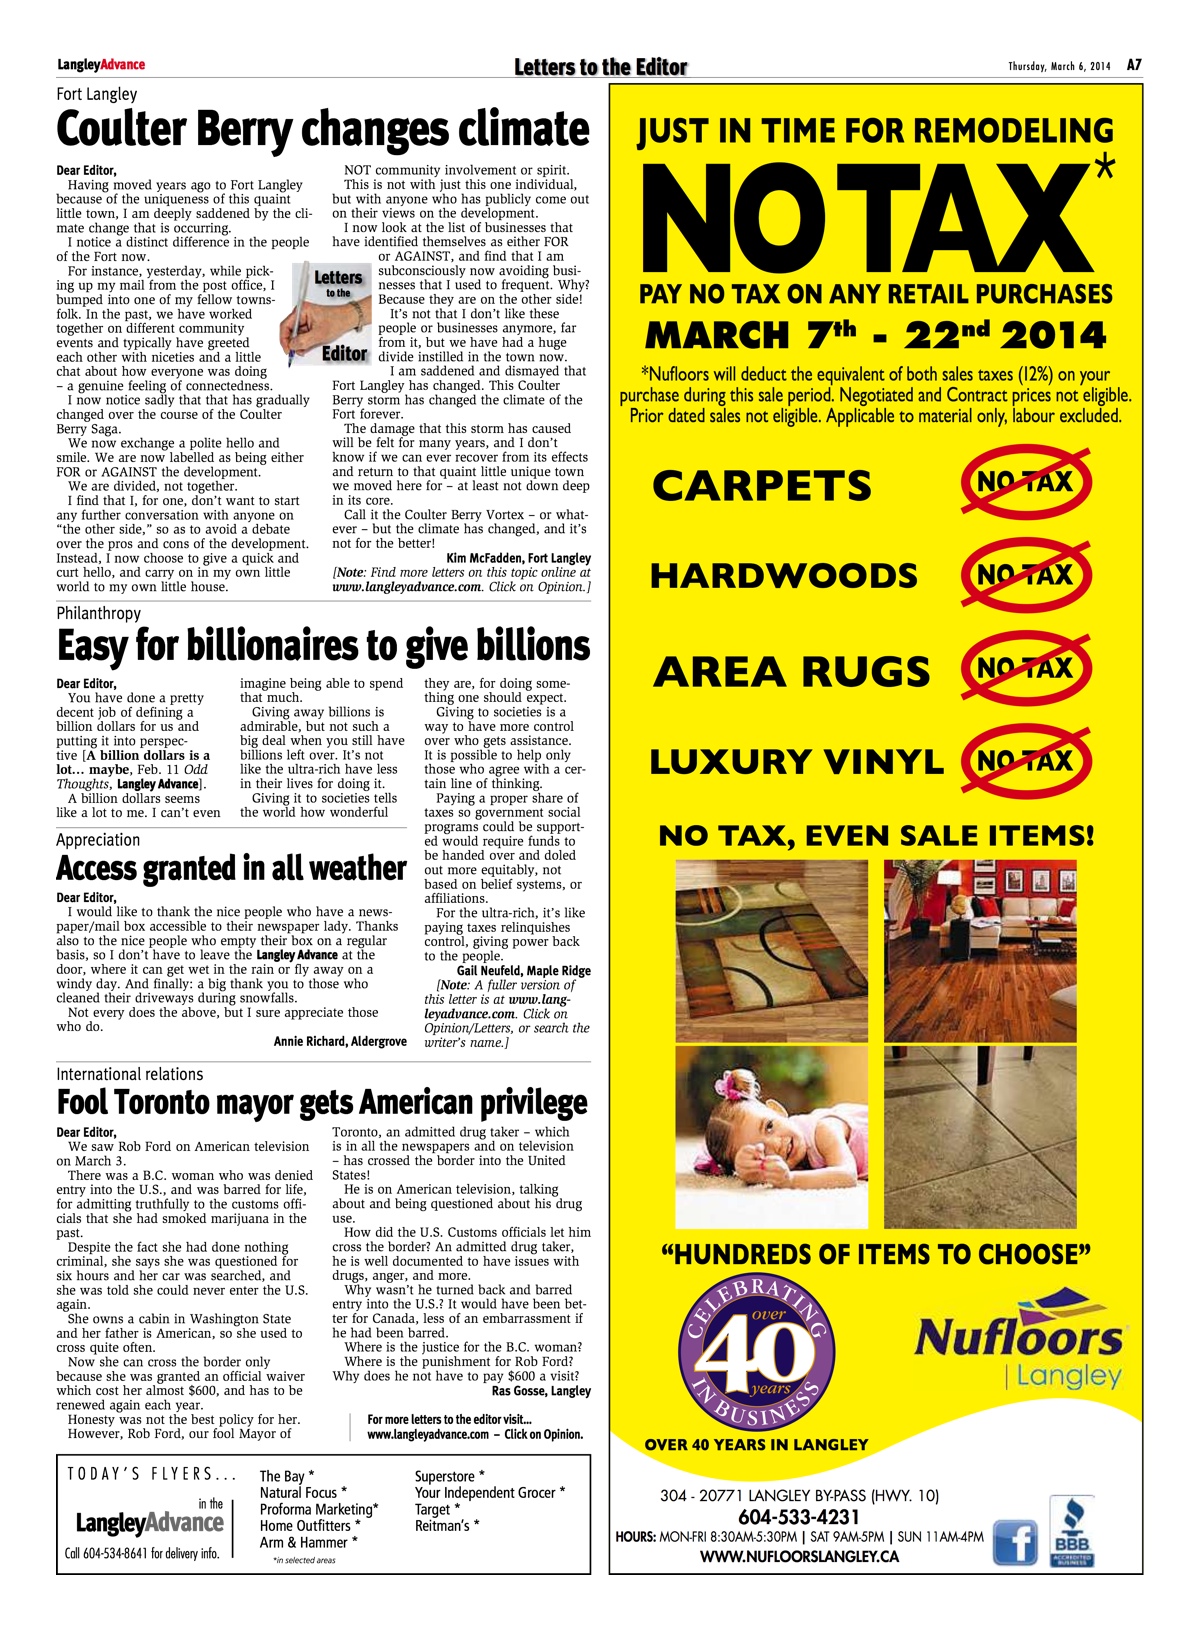 LangleyAdvance
Letters to the Editor
Thursday, March 6, 2014 A7
Fort Langley
Coulter Berry changes climate
Dear Editor,
Having moved years ago to Fort Langley
because of the uniqueness of this quaint
little town, I am deeply saddened by the cli-
mate change that is occurring.
I notice a distinct difference in the people
of the Fort now.
For instance, yesterday, while pick-
ing up my mail from the post office, I
bumped into one of my fellow towns-
folk. In the past, we have worked
together on different community
events and typically have greeted
each other with niceties and a little
chat about how everyone was doing
– a genuine feeling of connectedness.
I now notice sadly that that has gradually
changed over the course of the Coulter
Berry Saga.
We now exchange a polite hello and
smile. We are now labelled as being either
FOR or AGAINST the development.
We are divided, not together.
I find that I, for one, don't want to start
any further conversation with anyone on
“the other side,” so as to avoid a debate
over the pros and cons of the development.
Instead, I now choose to give a quick and
curt hello, and carry on in my own little
world to my own little house.
Letters
to the
Editor
NOT community involvement or spirit.
This is not with just this one individual,
but with anyone who has publicly come out
on their views on the development.
I now look at the list of businesses that
have identified themselves as either FOR
or AGAINST, and find that I am
subconsciously now avoiding busi-
nesses that I used to frequent. Why?
Because they are on the other side!
It's not that I don't like these
people or businesses anymore, far
from it, but we have had a huge
divide instilled in the town now.
I am saddened and dismayed that
Fort Langley has changed. This Coulter
Berry storm has changed the climate of the
Fort forever.
The damage that this storm has caused
will be felt for many years, and I don't
know if we can ever recover from its effects
and return to that quaint little unique town
we moved here for – at least not down deep
in its core.
Call it the Coulter Berry Vortex – or what-
ever – but the climate has changed, and it's
not for the better!
Kim McFadden, Fort Langley
[Note: Find more letters on this topic online at
www.langleyadvance.com. Click on Opinion.]
Philanthropy
Easy for billionaires to give billions
Dear Editor,
You have done a pretty
decent job of defining a
billion dollars for us and
putting it into perspec-
tive [A billion dollars is a
lot… maybe, Feb. 11 Odd
Thoughts, Langley Advance].
A billion dollars seems
like a lot to me. I can't even
imagine being able to spend
that much.
Giving away billions is
admirable, but not such a
big deal when you still have
billions left over. It's not
like the ultra-rich have less
in their lives for doing it.
Giving it to societies tells
the world how wonderful
they are, for doing some-
thing one should expect.
Giving to societies is a
way to have more control
over who gets assistance.
It is possible to help only
those who agree with a cer-
tain line of thinking.
Paying a proper share of
taxes so government social
programs could be support-
ed would require funds to
be handed over and doled
out more equitably, not
based on belief systems, or
affiliations.
For the ultra-rich, it's like
paying taxes relinquishes
control, giving power back
to the people.
Gail Neufeld, Maple Ridge
[Note: A fuller version of
this letter is at www.lang-
leyadvance.com. Click on
Opinion/Letters, or search the
writer's name.]
Appreciation
Access granted in all weather
Dear Editor,
I would like to thank the nice people who have a news-
paper/mail box accessible to their newspaper lady. Thanks
also to the nice people who empty their box on a regular
basis, so I don't have to leave the Langley Advance at the
door, where it can get wet in the rain or fly away on a
windy day. And finally: a big thank you to those who
cleaned their driveways during snowfalls.
Not every does the above, but I sure appreciate those
who do.
Annie Richard, Aldergrove
International relations
Fool Toronto mayor gets American privilege
Dear Editor,
We saw Rob Ford on American television
on March 3.
There was a B.C. woman who was denied
entry into the U.S., and was barred for life,
for admitting truthfully to the customs offi-
cials that she had smoked marijuana in the
past.
Despite the fact she had done nothing
criminal, she says she was questioned for
six hours and her car was searched, and
she was told she could never enter the U.S.
again.
She owns a cabin in Washington State
and her father is American, so she used to
cross quite often.
Now she can cross the border only
because she was granted an official waiver
which cost her almost $600, and has to be
renewed again each year.
Honesty was not the best policy for her.
However, Rob Ford, our fool Mayor of
Toronto, an admitted drug taker – which
is in all the newspapers and on television
– has crossed the border into the United
States!
He is on American television, talking
about and being questioned about his drug
use.
How did the U.S. Customs officials let him
cross the border? An admitted drug taker,
he is well documented to have issues with
drugs, anger, and more.
Why wasn't he turned back and barred
entry into the U.S.? It would have been bet-
ter for Canada, less of an embarrassment if
he had been barred.
Where is the justice for the B.C. woman?
Where is the punishment for Rob Ford?
Why does he not have to pay $600 a visit?
Ras Gosse, Langley
For more letters to the editor visit…
www.langleyadvance.com – Click on Opinion.
TODAY'S FLYERS...
in the
LangleyAdvance
Call 604-534-8641 for delivery info.
The Bay *
Natural Focus *
Proforma Marketing*
Home Outfitters *
Arm & Hammer *
*in selected areas
Superstore *
Your Independent Grocer *
Target *
Reitman's *
JUST IN TIME FOR REMODELING
NO TAX*
PAY NO TAX ON ANY RETAIL PURCHASES
MARCH 7th - 22nd 2014
*Nufloors will deduct the equivalent of both sales taxes (12%) on your
purchase during this sale period. Negotiated and Contract prices not eligible.
Prior dated sales not eligible. Applicable to material only, labour excluded.
CARPETS NO TAX
HARDWOODS NO TAX
AREA RUGS NO TAX
LUXURY VINYL NO TAX
NO TAX, EVEN SALE ITEMS!
“HUNDREDS OF ITEMS TO CHOOSE”
CELEBRATING
over
40
years
IN BUSINESS
OVER 40 YEARS IN LANGLEY
Nufloors
| Langley
304 - 20771 LANGLEY BY-PASS (HWY. 10)
604-533-4231
HOURS: MON-FRI 8:30AM-5:30PM | SAT 9AM-5PM | SUN 11AM-4PM
WWW.NUFLOORSLANGLEY.CA
f
BBB
ACCREDITED
BUSINESS